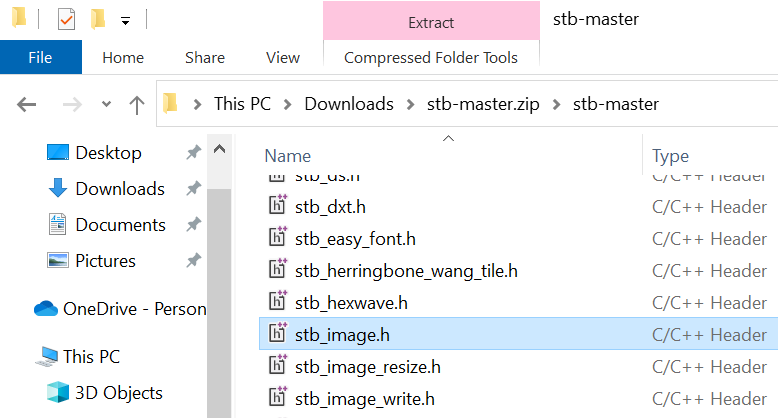 Extract
stb-master
File
Home
Share
View
Compressed Folder Tools
This PC
Downloads
stb-master.zip
stb-master
Desktop
Downloads
Documents
Pictures
OneDrive - Person
This PC
3D Objects
Name
Type
stb_ds.h
C/C++ Header
stb_dxt.h
C/C++ Header
stb_easy_font.h
C/C++ Header
stb_herringbone_wang_tile.h
C/C++ Header
stb_hexwave.h
C/C++ Header
stb_image.h
C/C++ Header
stb_image_resize.h
C/C++ Header
stb_image_write.h
C/C++ Header